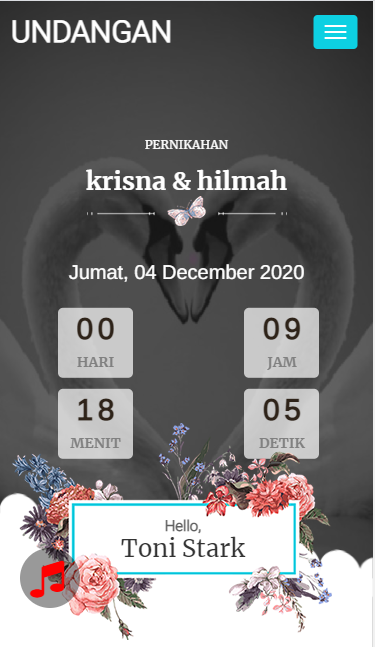 UNDANGAN
PERNIKAHAN
krisna & hilmah
Jumat, 04 December 2020
00 09
HARI JAM
18 05
MENIT DETIK
Hello,
Toni Stark